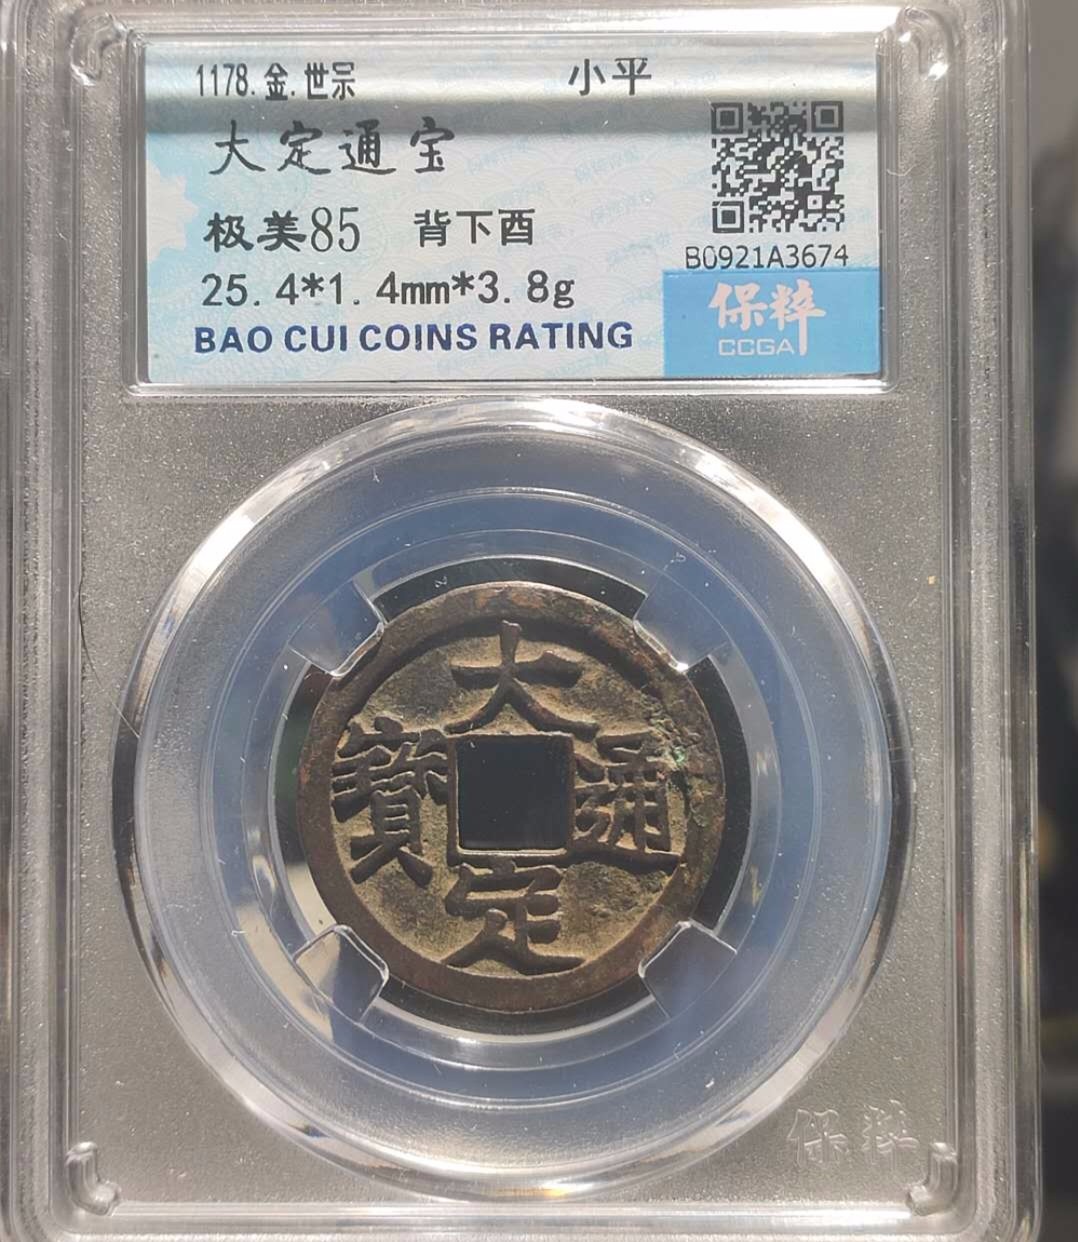 1178.金.世宗
小平
大定通宝
极美85 背下酉
B0921A3674
25.4*1.4mm*3.8g
保粹
CCGA
BAO CUI COINS RATING
大
寶 通
定
保粹